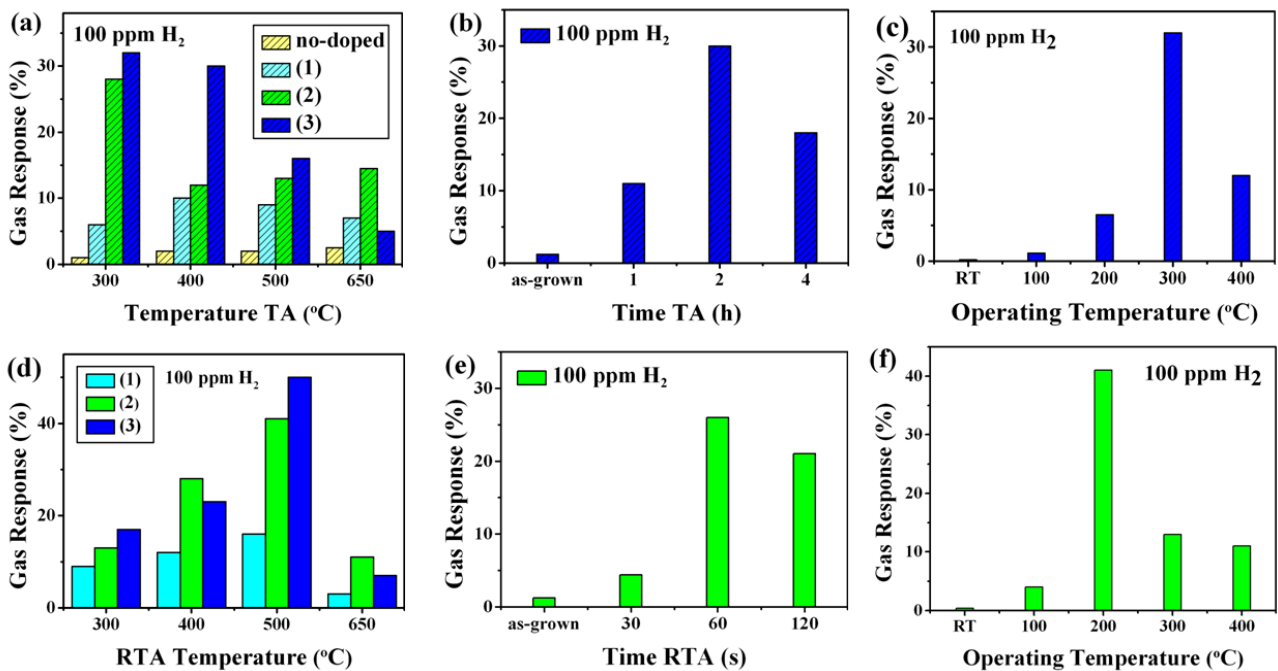 (a)
100 ppm H₂
no-doped
(1)
(2)
(3)
Gas Response (%)
30
20
10
0
300 400 500 650
Temperature TA (°C)
(b)
100 ppm H₂
Gas Response (%)
30
20
10
0
as-grown 1 2 4
Time TA (h)
(c)
100 ppm H₂
Gas Response (%)
30
20
10
0
RT 100 200 300 400
Operating Temperature (°C)
(d)
(1)
(2)
(3)
100 ppm H₂
Gas Response (%)
40
20
0
300 400 500 650
RTA Temperature (°C)
(e)
100 ppm H₂
Gas Response (%)
30
20
10
0
as-grown 30 60 120
Time RTA (s)
(f)
100 ppm H₂
Gas Response (%)
40
30
20
10
0
RT 100 200 300 400
Operating Temperature (°C)